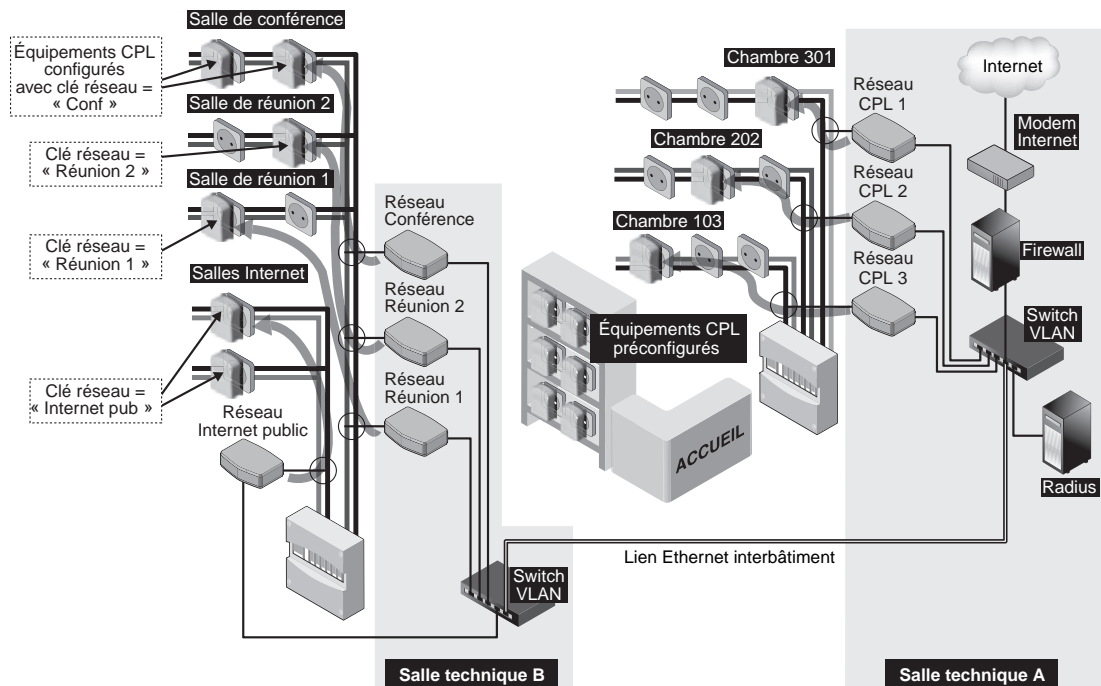 Salle de conférence
Équipements CPL
configurés
avec clé réseau =
« Conf »
Salle de réunion 2
Clé réseau =
« Réunion 2 »
Salle de réunion 1
Clé réseau =
« Réunion 1 »
Salles Internet
Clé réseau =
« Internet pub »
Réseau
Internet public
Réseau
Conférence
Réseau
Réunion 2
Réseau
Réunion 1
Switch
VLAN
Salle technique B
Chambre 301
Chambre 202
Chambre 103
Équipements CPL
préconfigurés
ACCUEIL
Lien Ethernet interbâtiment
Réseau
CPL 1
Réseau
CPL 2
Réseau
CPL 3
Internet
Modem
Internet
Firewall
Switch
VLAN
Radius
Salle technique A